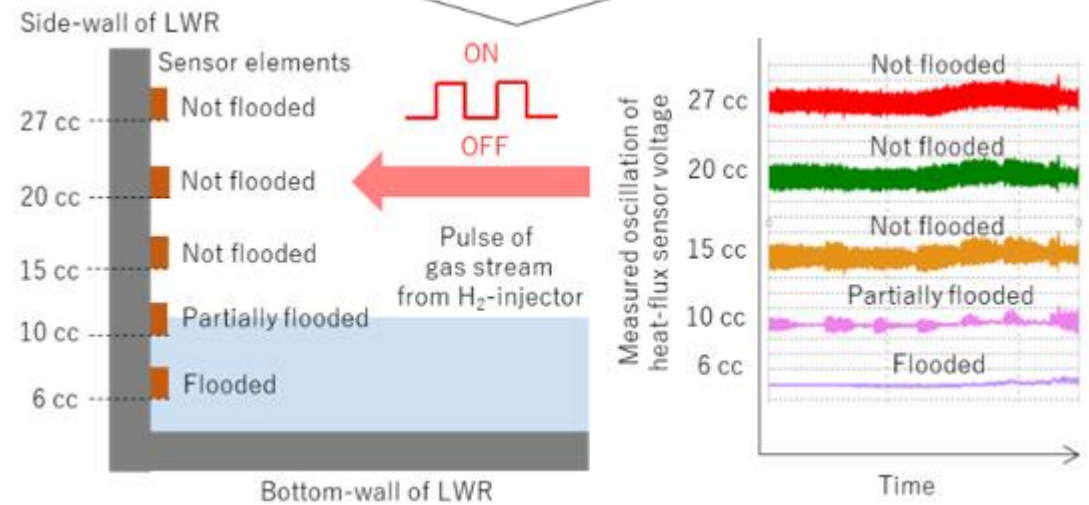 Side-wall of LWR
Sensor elements
27 cc
Not flooded
20 cc
Not flooded
15 cc
Not flooded
10 cc
Partially flooded
6 cc
Flooded
Bottom-wall of LWR
ON
OFF
Pulse of
gas stream
from H₂-injector
Measured oscillation of
heat-flux sensor voltage
27 cc
Not flooded
20 cc
Not flooded
15 cc
Not flooded
10 cc
Partially flooded
6 cc
Flooded
Time